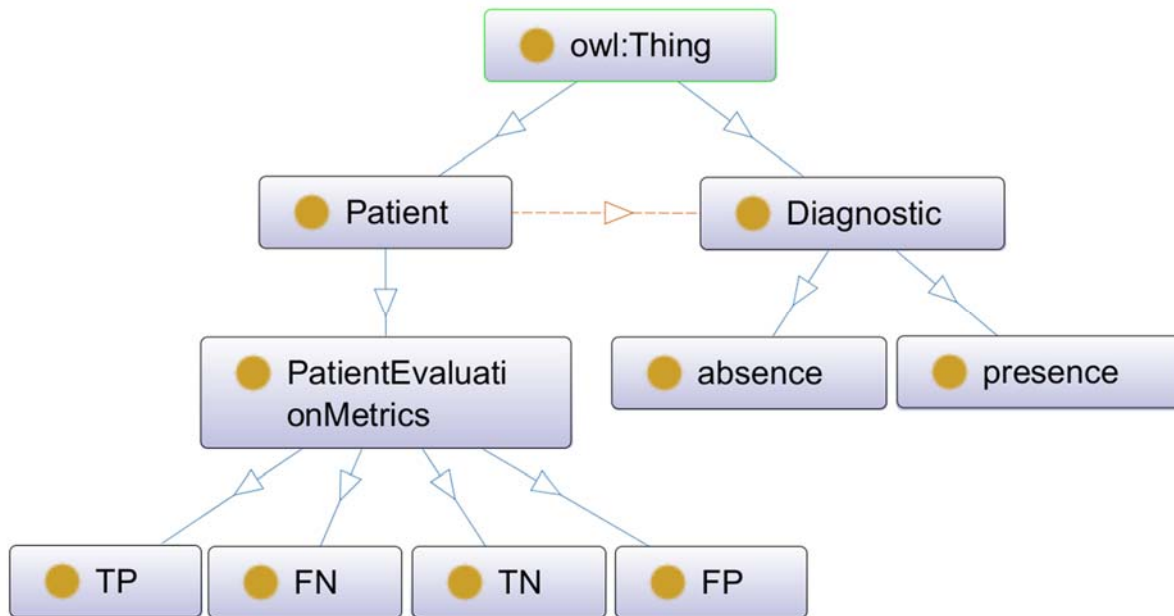 owl:Thing
Patient
Diagnostic
PatientEvaluati
onMetrics
absence
presence
TP
FN
TN
FP